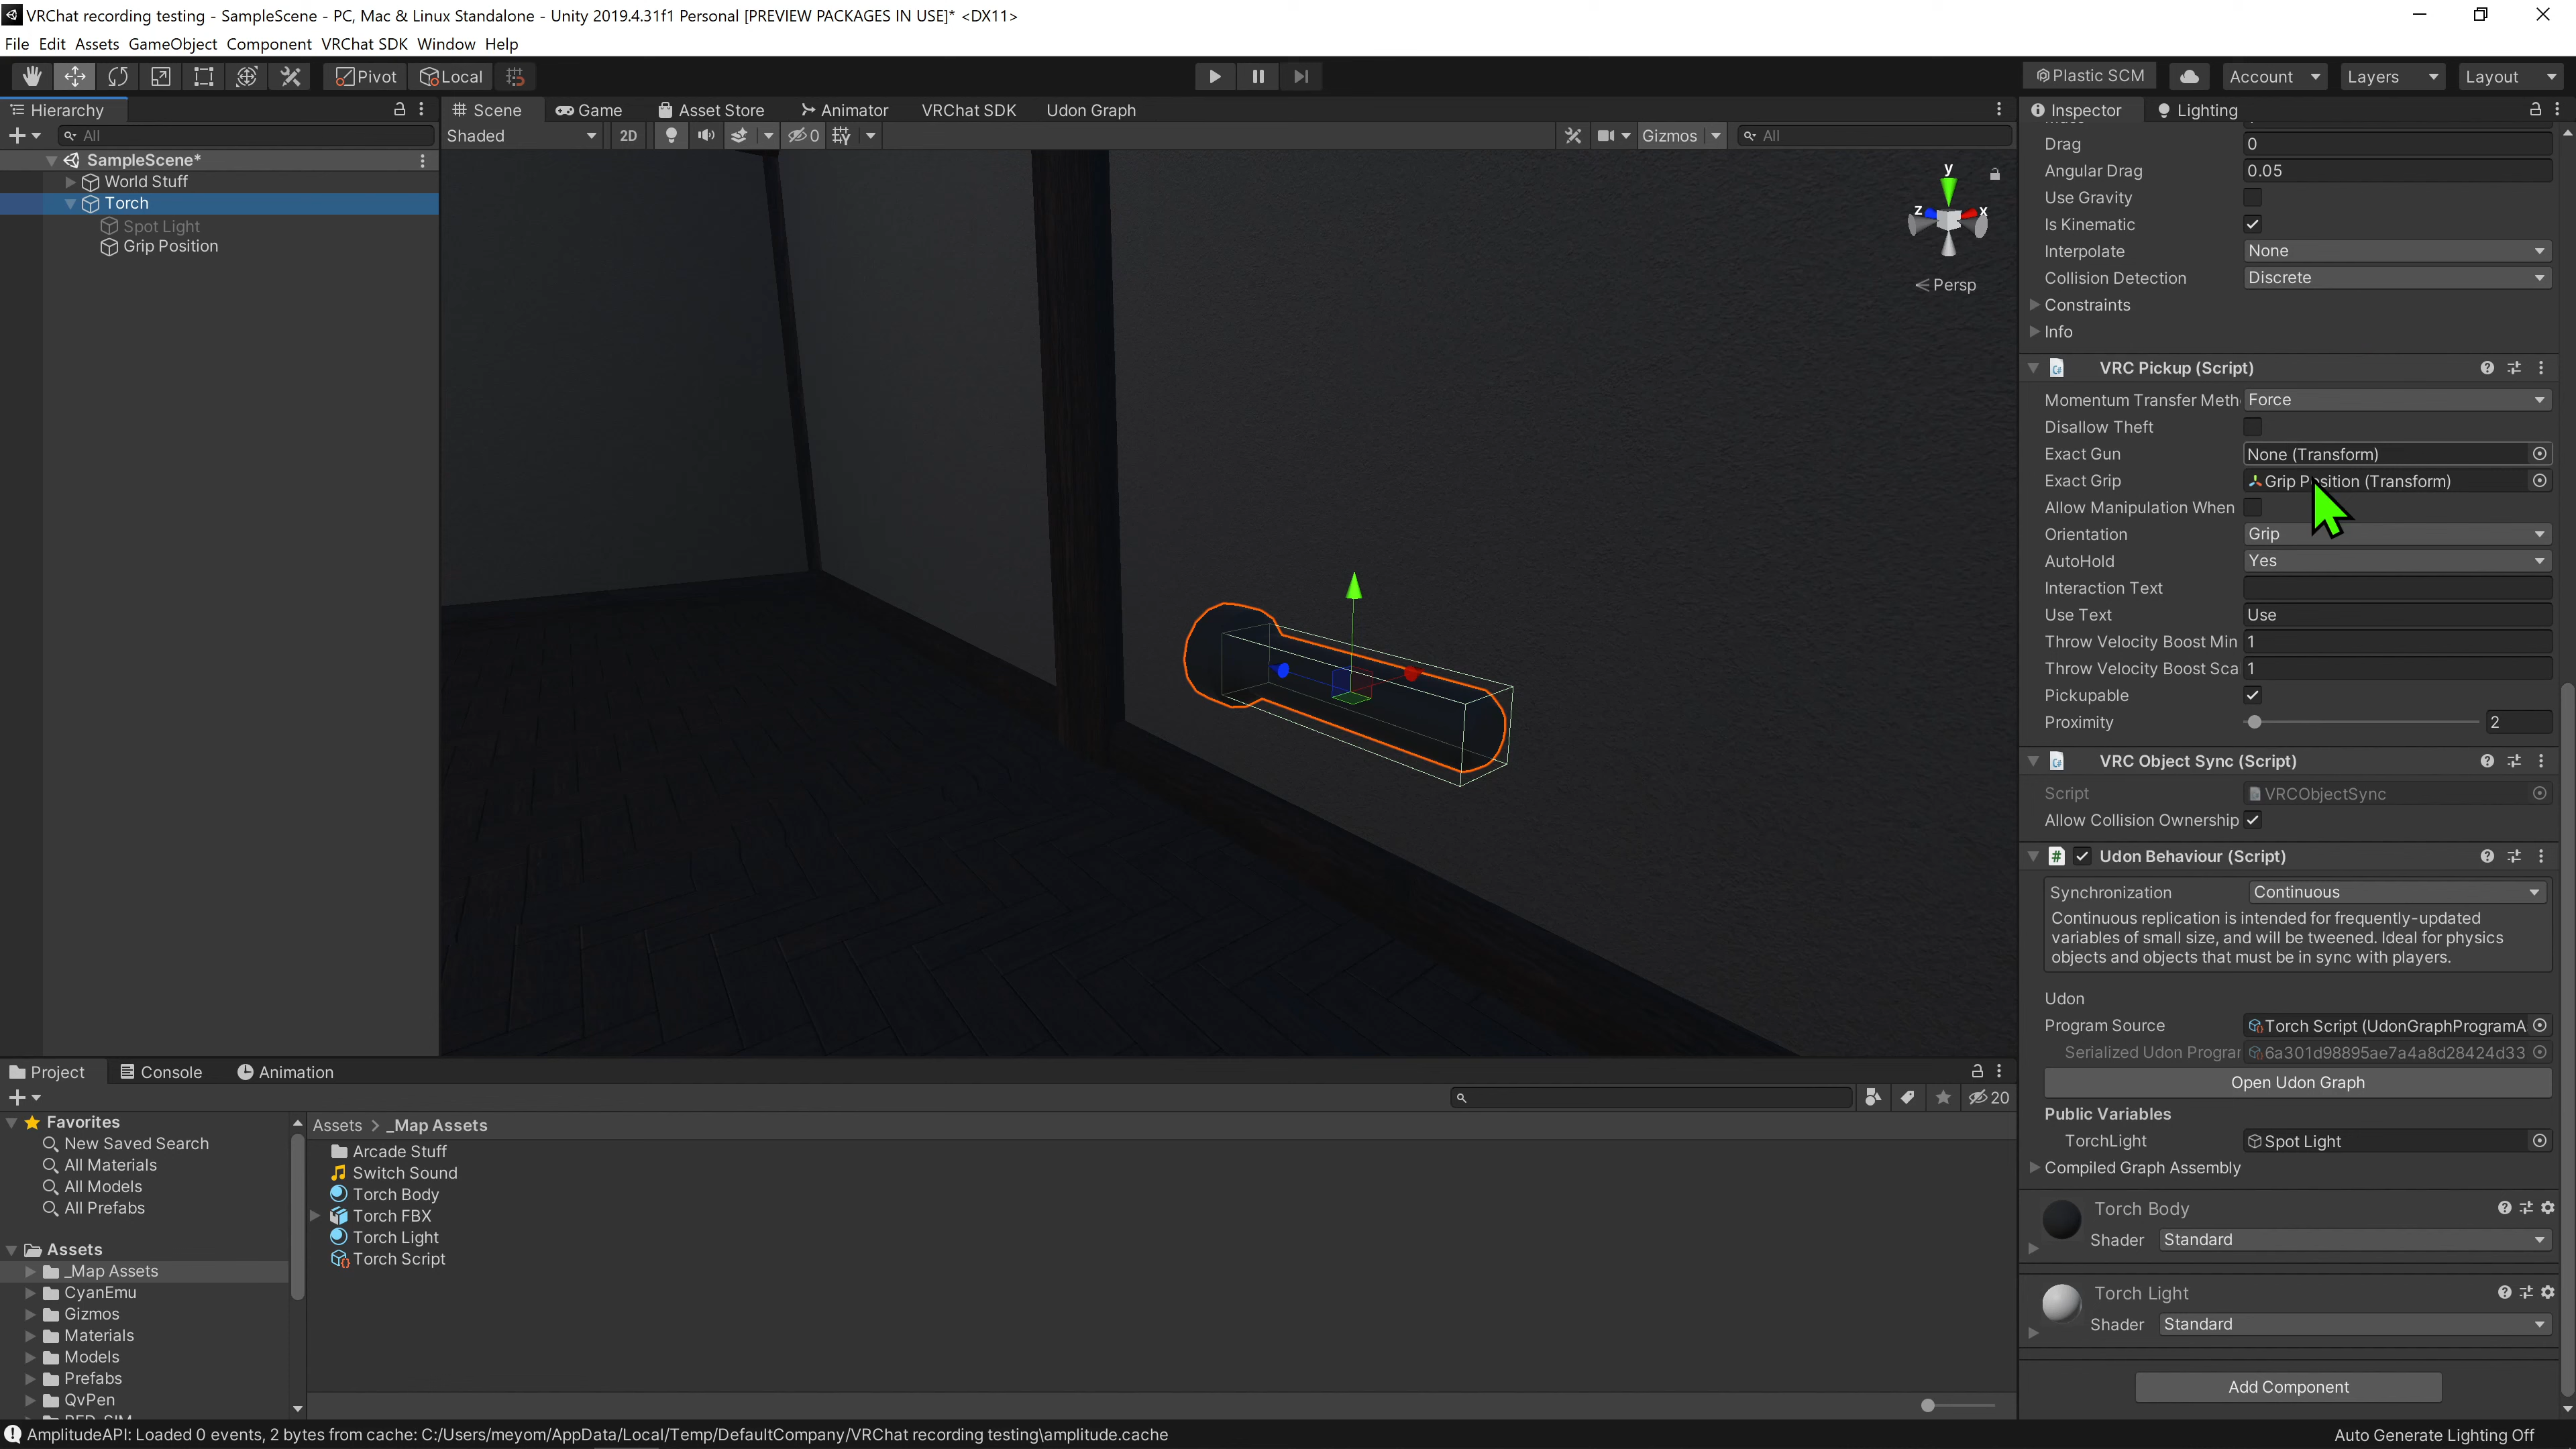 VRChat recording testing - SampleScene - PC, Mac & Linux Standalone - Unity 2019.4.31f1 Personal [PREVIEW PACKAGES IN USE]* <DX11>
File Edit Assets GameObject Component VRChat SDK Window Help
Pivot Local Plastic SCM Account Layers Layout
Hierarchy
All
SampleScene*
World Stuff
Torch
Spot Light
Grip Position
Scene Game Asset Store Animator VRChat SDK Udon Graph
Shaded 2D 0 Gizmos All
y
z x
Persp
Inspector Lighting
Drag 0
Angular Drag 0.05
Use Gravity
Is Kinematic
Interpolate None
Collision Detection Discrete
Constraints
Info
VRC Pickup (Script)
Momentum Transfer Meth Force
Disallow Theft
Exact Gun None (Transform)
Exact Grip Grip Position (Transform)
Allow Manipulation When
Orientation Grip
AutoHold Yes
Interaction Text
Use Text Use
Throw Velocity Boost Min 1
Throw Velocity Boost Sca 1
Pickupable
Proximity 2
VRC Object Sync (Script)
Script VRCObjectSync
Allow Collision Ownership
Udon Behaviour (Script)
Synchronization Continuous
Continuous replication is intended for frequently-updated
variables of small size, and will be tweened. Ideal for physics
objects and objects that must be in sync with players.
Udon
Program Source Torch Script (UdonGraphProgramA
Serialized Udon Prograr 6a301d98895ae7a4a8d28424d33
Open Udon Graph
Public Variables
TorchLight Spot Light
Compiled Graph Assembly
Torch Body
Shader Standard
Torch Light
Shader Standard
Add Component
Project Console Animation
20
Favorites
New Saved Search
All Materials
All Models
All Prefabs
Assets
_Map Assets
CyanEmu
Gizmos
Materials
Models
Prefabs
QvPen
Assets > _Map Assets
Arcade Stuff
Switch Sound
Torch Body
Torch FBX
Torch Light
Torch Script
AmplitudeAPI: Loaded 0 events, 2 bytes from cache: C:/Users/meyom/AppData/Local/Temp/DefaultCompany/VRChat recording testing\amplitude.cache
Auto Generate Lighting Off